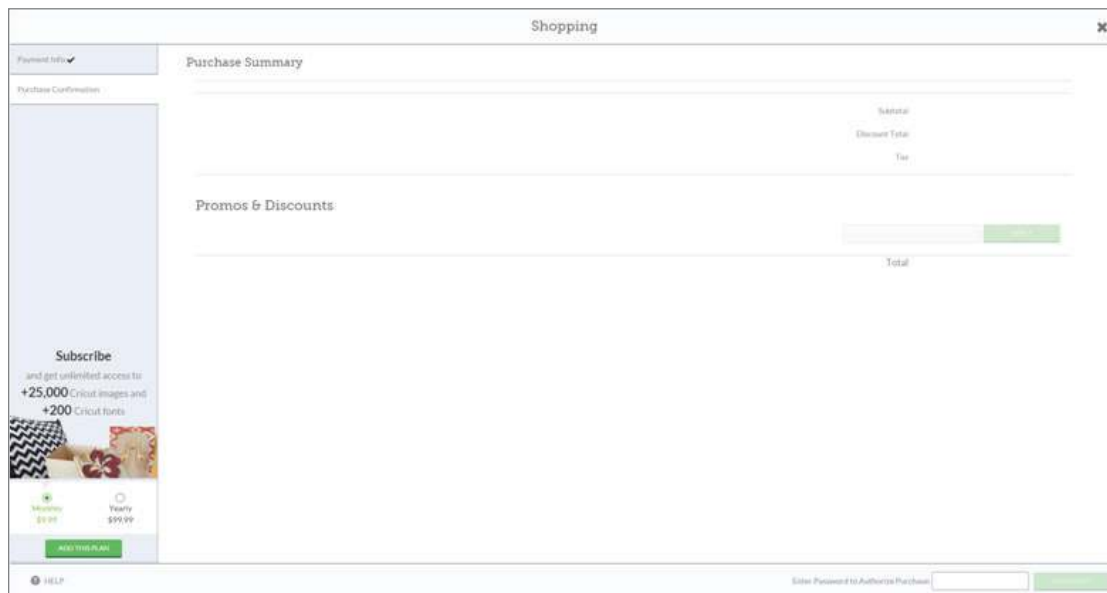 Shopping
Payment Info
Purchase Confirmation
Purchase Summary
Subtotal
Discount Total
Tax
Promos & Discounts
Total
Subscribe
and get unlimited access to
+25,000 Cricut images and
+200 Cricut fonts
Monthly
$9.99
Yearly
$99.99
ADD THIS PLAN
HELP
Enter Password to Authorize Purchase: